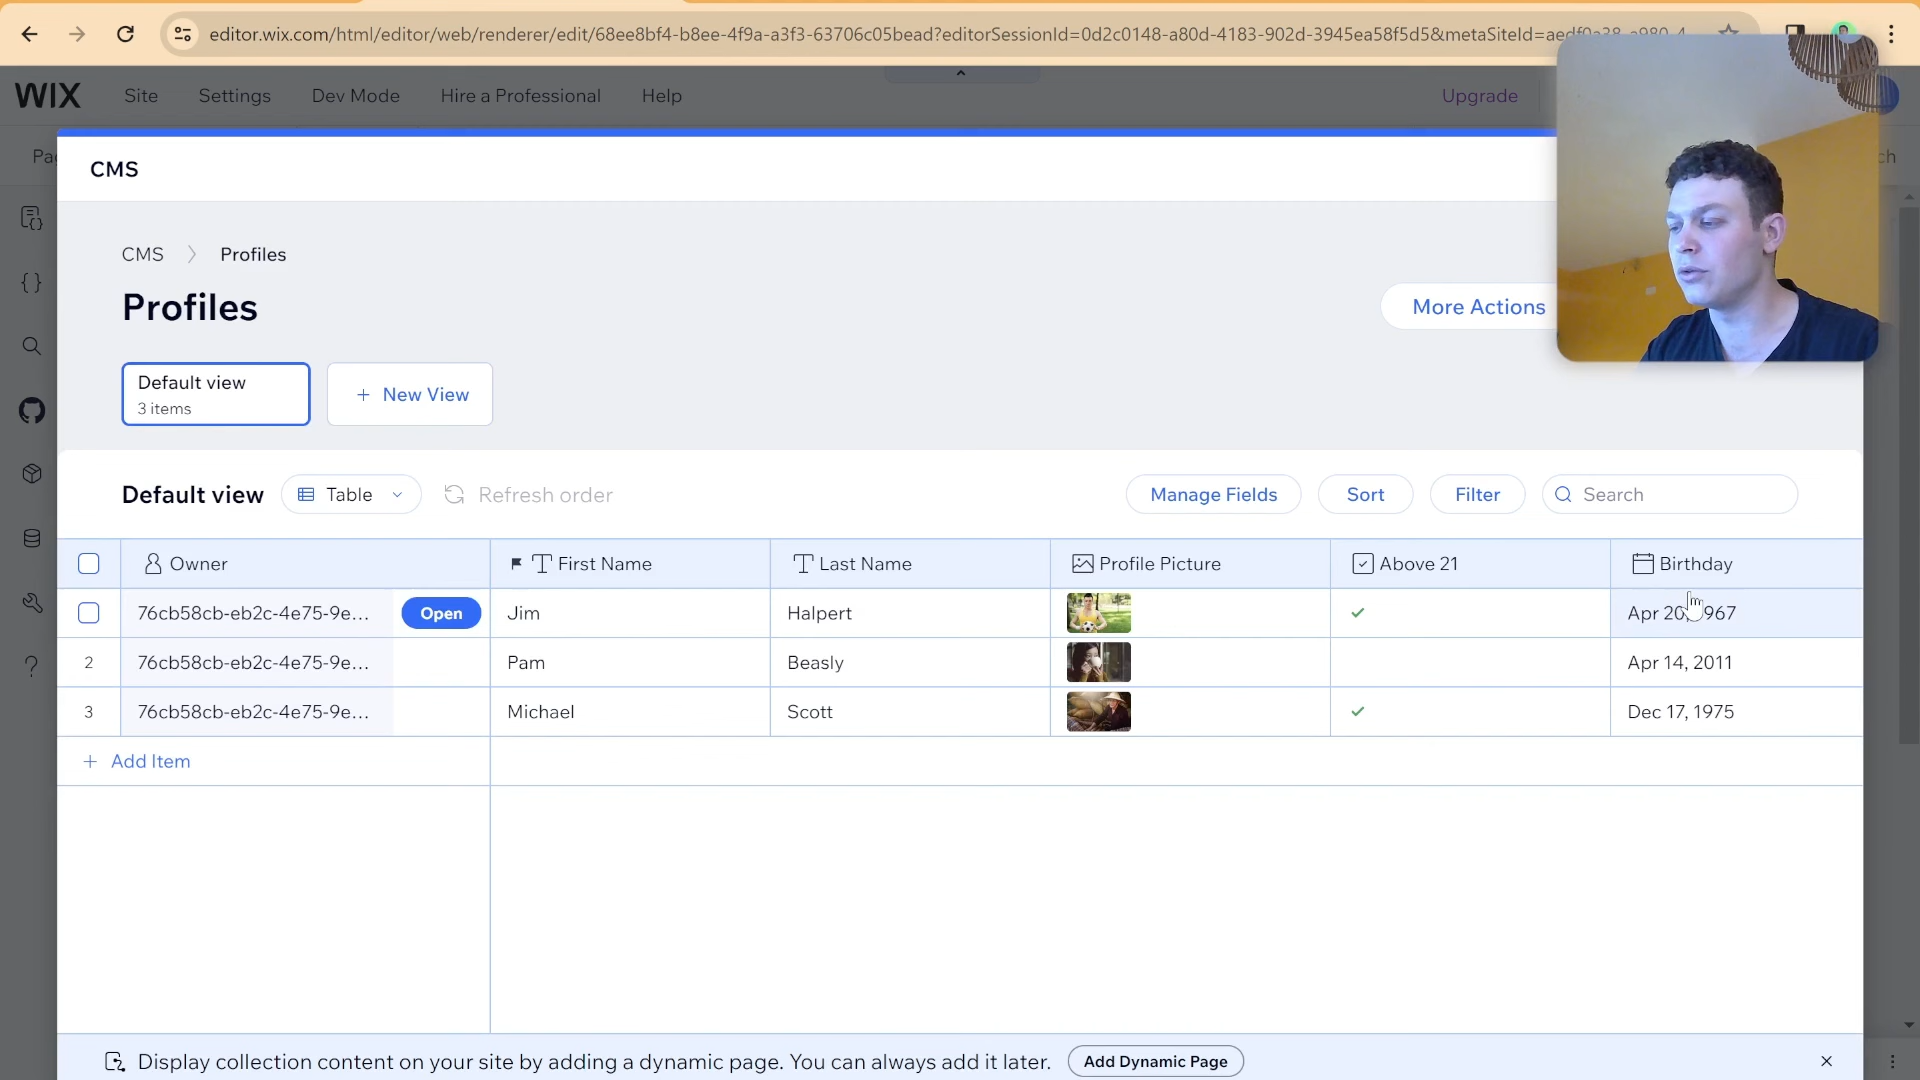 editor.wix.com/html/editor/web/renderer/edit/68ee8bf4-b8ee-4f9a-a3f3-63706c05bead?editorSessionId=0d2c0148-a80d-4183-902d-3945ea58f5d5&metaSiteId=aedf0a38-a980-4
WIX Site Settings Dev Mode Hire a Professional Help Upgrade
CMS
CMS Profiles
Profiles
More Actions
Default view
3 items
+ New View
Default view Table Refresh order Manage Fields Sort Filter Search
Owner First Name Last Name Profile Picture Above 21 Birthday
76cb58cb-eb2c-4e75-9e... Open Jim Halpert Apr 20, 1967
2 76cb58cb-eb2c-4e75-9e... Pam Beasly Apr 14, 2011
3 76cb58cb-eb2c-4e75-9e... Michael Scott Dec 17, 1975
+ Add Item
Display collection content on your site by adding a dynamic page. You can always add it later. Add Dynamic Page